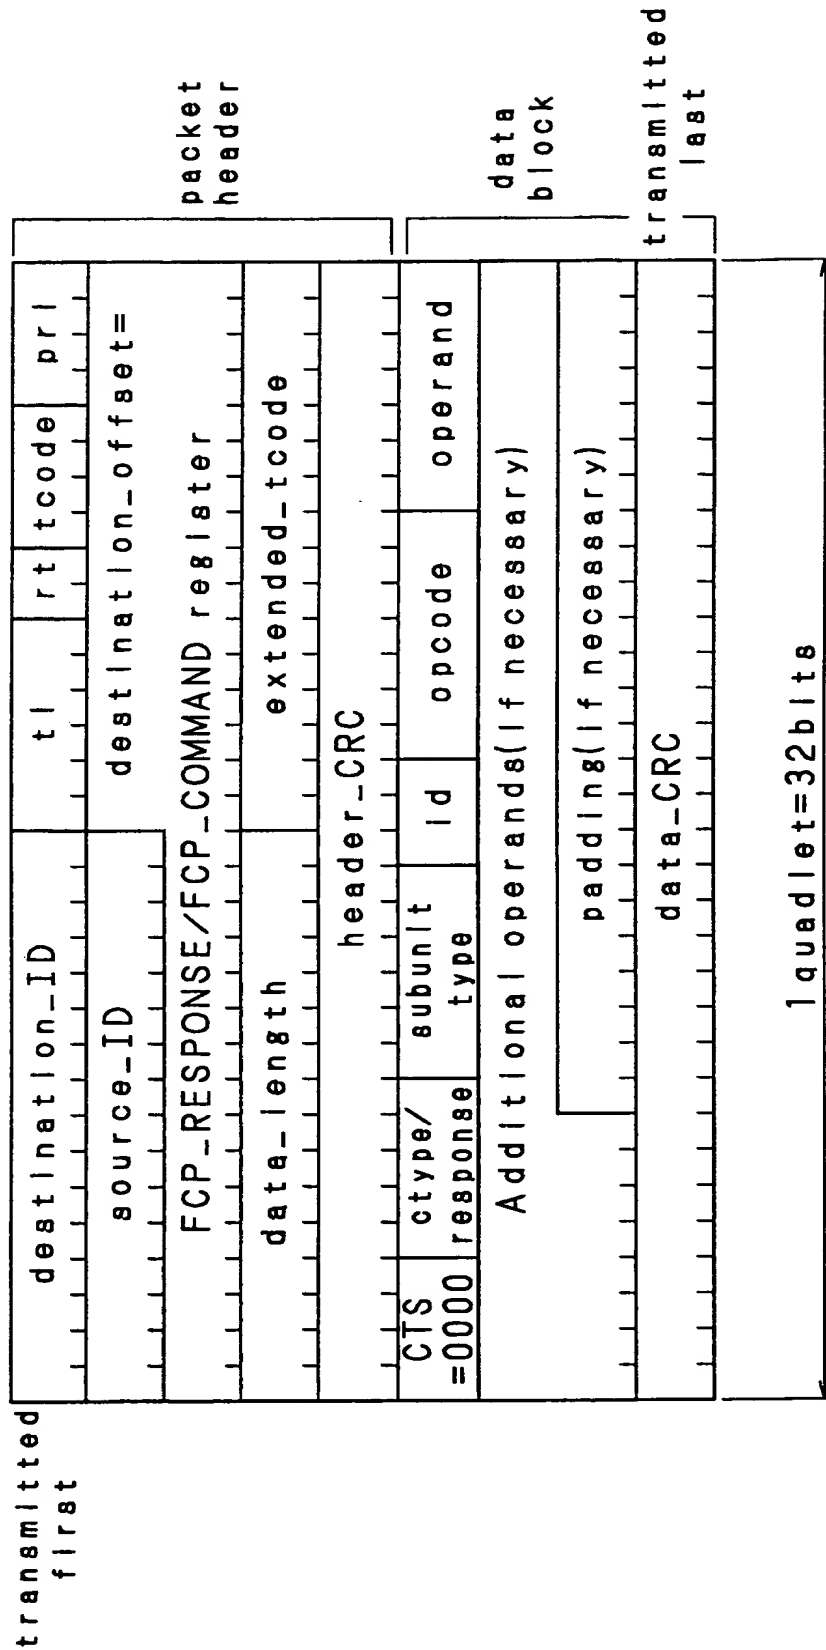 transmitted
first
destination_ID
tl
rt
tcode
pri
source_ID
destination_offset=
FCP_RESPONSE/FCP_COMMAND register
data_length
extended_tcode
header_CRC
packet
header
CTS
=0000
ctype/
response
subunit
type
id
opcode
operand
Additional operands(If necessary)
padding(If necessary)
data_CRC
data
block
transmitted
last
1quadlet=32bits